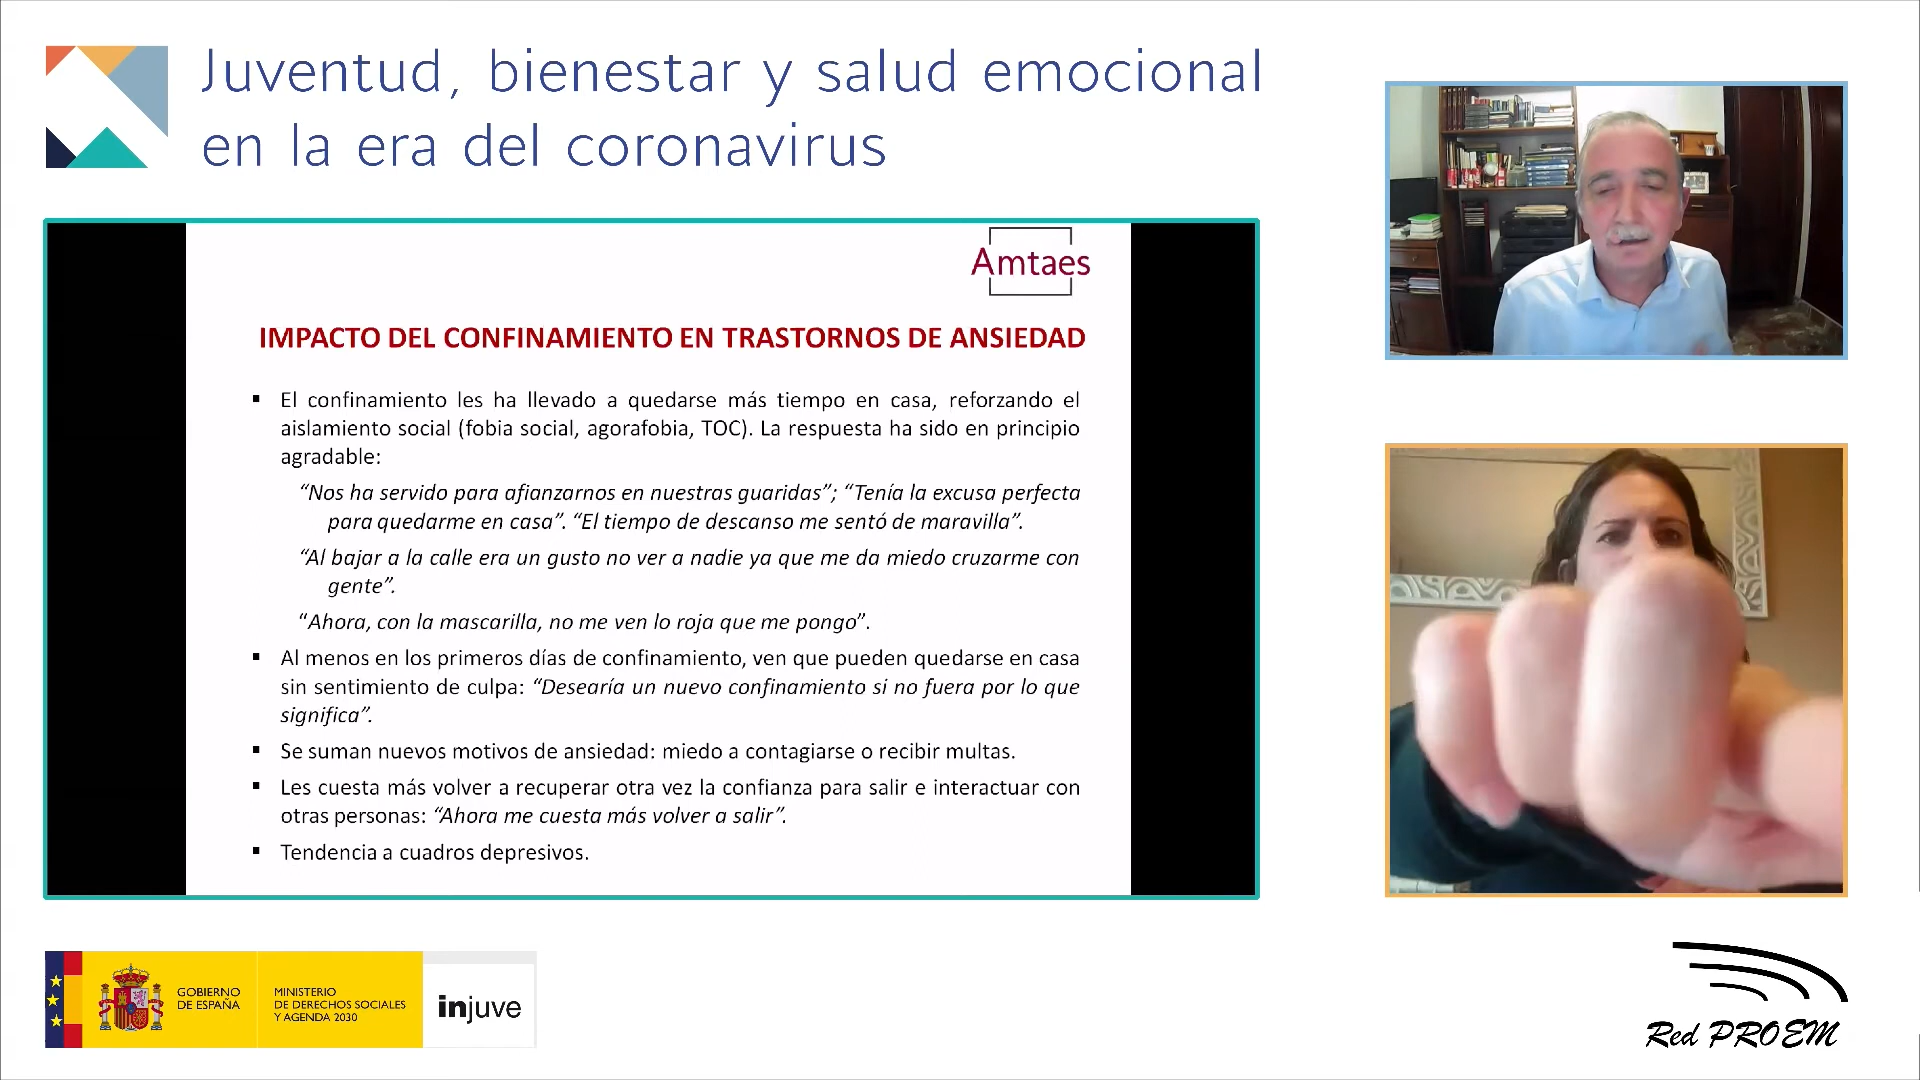 Juventud, bienestar y salud emocional
en la era del coronavirus
Amtaes
IMPACTO DEL CONFINAMIENTO EN TRASTORNOS DE ANSIEDAD
▪ El confinamiento les ha llevado a quedarse más tiempo en casa, reforzando el
aislamiento social (fobia social, agorafobia, TOC). La respuesta ha sido en principio
agradable:
“Nos ha servido para afianzarnos en nuestras guaridas”; “Tenía la excusa perfecta
para quedarme en casa”. “El tiempo de descanso me sentó de maravilla”.
“Al bajar a la calle era un gusto no ver a nadie ya que me da miedo cruzarme con
gente”.
“Ahora, con la mascarilla, no me ven lo roja que me pongo”.
▪ Al menos en los primeros días de confinamiento, ven que pueden quedarse en casa
sin sentimiento de culpa: “Desearía un nuevo confinamiento si no fuera por lo que
significa”.
▪ Se suman nuevos motivos de ansiedad: miedo a contagiarse o recibir multas.
▪ Les cuesta más volver a recuperar otra vez la confianza para salir e interactuar con
otras personas: “Ahora me cuesta más volver a salir”.
▪ Tendencia a cuadros depresivos.
GOBIERNO
DE ESPAÑA
MINISTERIO
DE DERECHOS SOCIALES
Y AGENDA 2030
injuve
Red PROEM